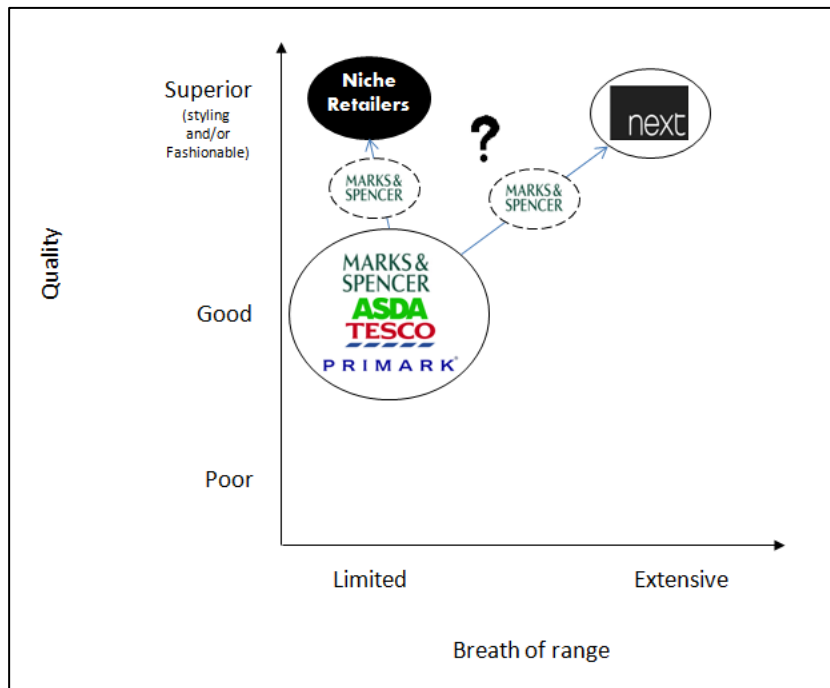 Superior
(styling
and/or
Fashionable)
Niche
Retailers
?
next
MARKS &
SPENCER
MARKS &
SPENCER
Quality
Good
MARKS &
SPENCER
ASDA
TESCO
PRIMARK®
Poor
Limited
Extensive
Breath of range